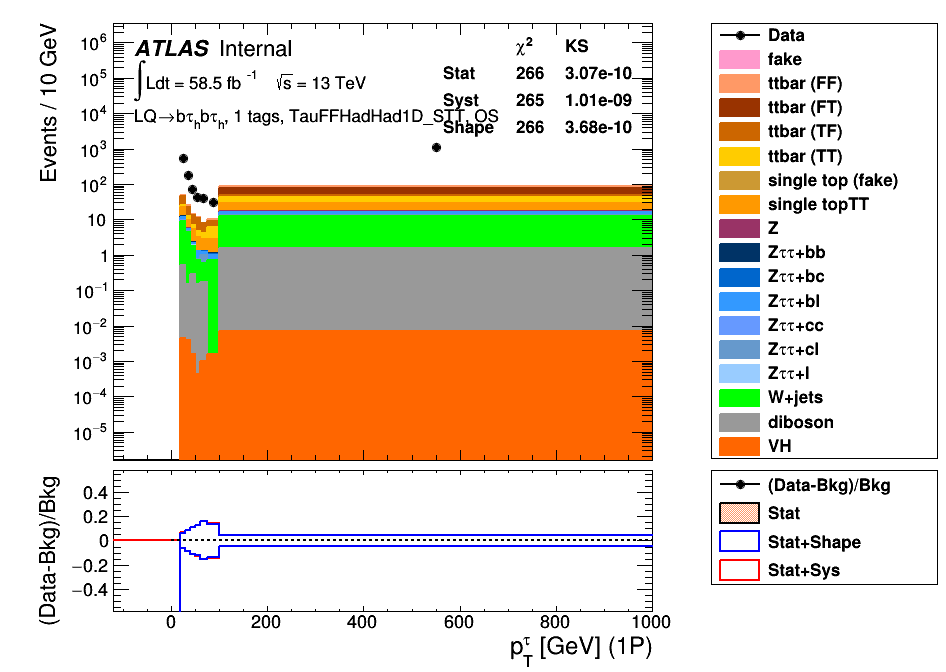 Events / 10 GeV
10⁶
10⁵
10⁴
10³
10²
10
1
10⁻¹
10⁻²
10⁻³
10⁻⁴
10⁻⁵
ATLAS Internal
∫Ldt = 58.5 fb⁻¹ √s = 13 TeV
LQ→bτₕbτₕ, 1 tags, TauFFHadHad1D_STT, OS
χ² KS
Stat 266 3.07e-10
Syst 265 1.01e-09
Shape 266 3.68e-10
Data
fake
ttbar (FF)
ttbar (FT)
ttbar (TF)
ttbar (TT)
single top (fake)
single topTT
Z
Zττ+bb
Zττ+bc
Zττ+bl
Zττ+cc
Zττ+cl
Zττ+l
W+jets
diboson
VH
(Data-Bkg)/Bkg
0.4
0.2
0
−0.2
−0.4
0 200 400 600 800 1000
p_T^τ [GeV] (1P)
(Data-Bkg)/Bkg
Stat
Stat+Shape
Stat+Sys